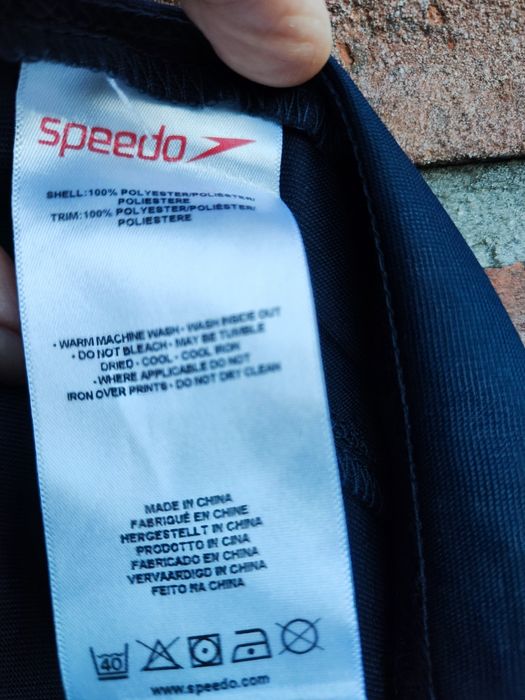 speedo
SHELL:100% POLYESTER/POLIÉSTER/
POLIESTERE
TRIM:100% POLYESTER/POLIÉSTER/
POLIESTERE
• WARM MACHINE WASH • WASH INSIDE OUT
• DO NOT BLEACH • MAY BE TUMBLE
DRIED • COOL • COOL IRON
• WHERE APPLICABLE DO NOT
IRON OVER PRINTS • DO NOT DRY CLEAN
MADE IN CHINA
FABRIQUÉ EN CHINE
HERGESTELLT IN CHINA
PRODOTTO IN CINA
FABRICADO EN CHINA
VERVAARDIGD IN CHINA
FEITO NA CHINA
40
www.speedo.com